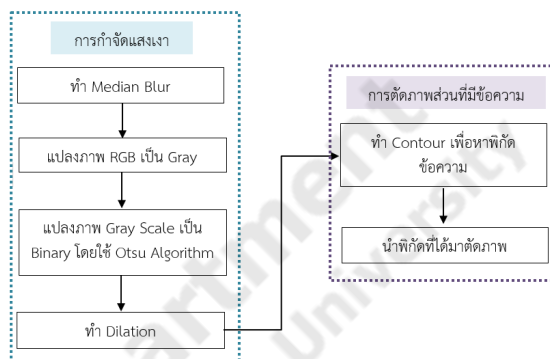 การกำจัดแสงเงา
ทำ Median Blur
แปลงภาพ RGB เป็น Gray
แปลงภาพ Gray Scale เป็น
Binary โดยใช้ Otsu Algorithm
ทำ Dilation
การตัดภาพส่วนที่มีข้อความ
ทำ Contour เพื่อหาพิกัด
ข้อความ
นำพิกัดที่ได้มาตัดภาพ
University